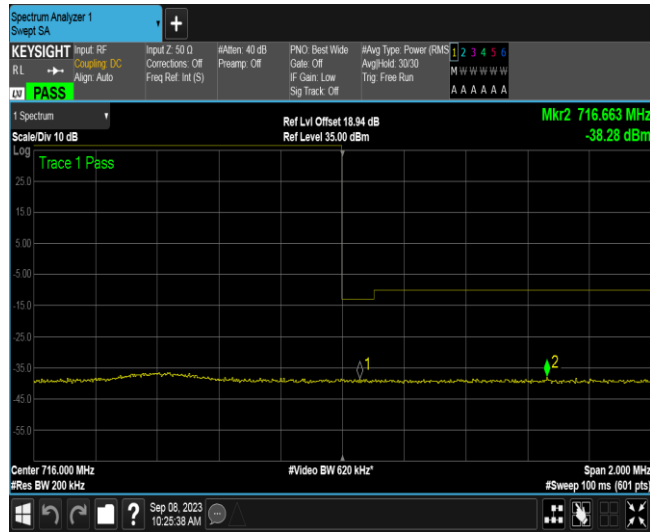 Spectrum Analyzer 1
Swept SA
+
KEYSIGHT Input: RF Input Z: 50 Ω #Atten: 40 dB PNO: Best Wide #Avg Type: Power (RMS 1 2 3 4 5 6
RL Coupling: DC Corrections: Off Preamp: Off Gate: Off Avg|Hold: 30/30 M W W W W W
Align: Auto Freq Ref: Int (S) IF Gain: Low Trig: Free Run
LXI PASS Sig Track: Off A A A A A A
1 Spectrum Ref Lvl Offset 18.94 dB Mkr2 716.663 MHz
Scale/Div 10 dB Ref Level 35.00 dBm -38.28 dBm
Log
Trace 1 Pass
25.0
15.0
5.00
-5.00
-15.0
-25.0
-35.0
1
2
-45.0
-55.0
Center 716.000 MHz #Video BW 620 kHz* Span 2.000 MHz
#Res BW 200 kHz #Sweep 100 ms (601 pts)
? Sep 08, 2023
10:25:38 AM